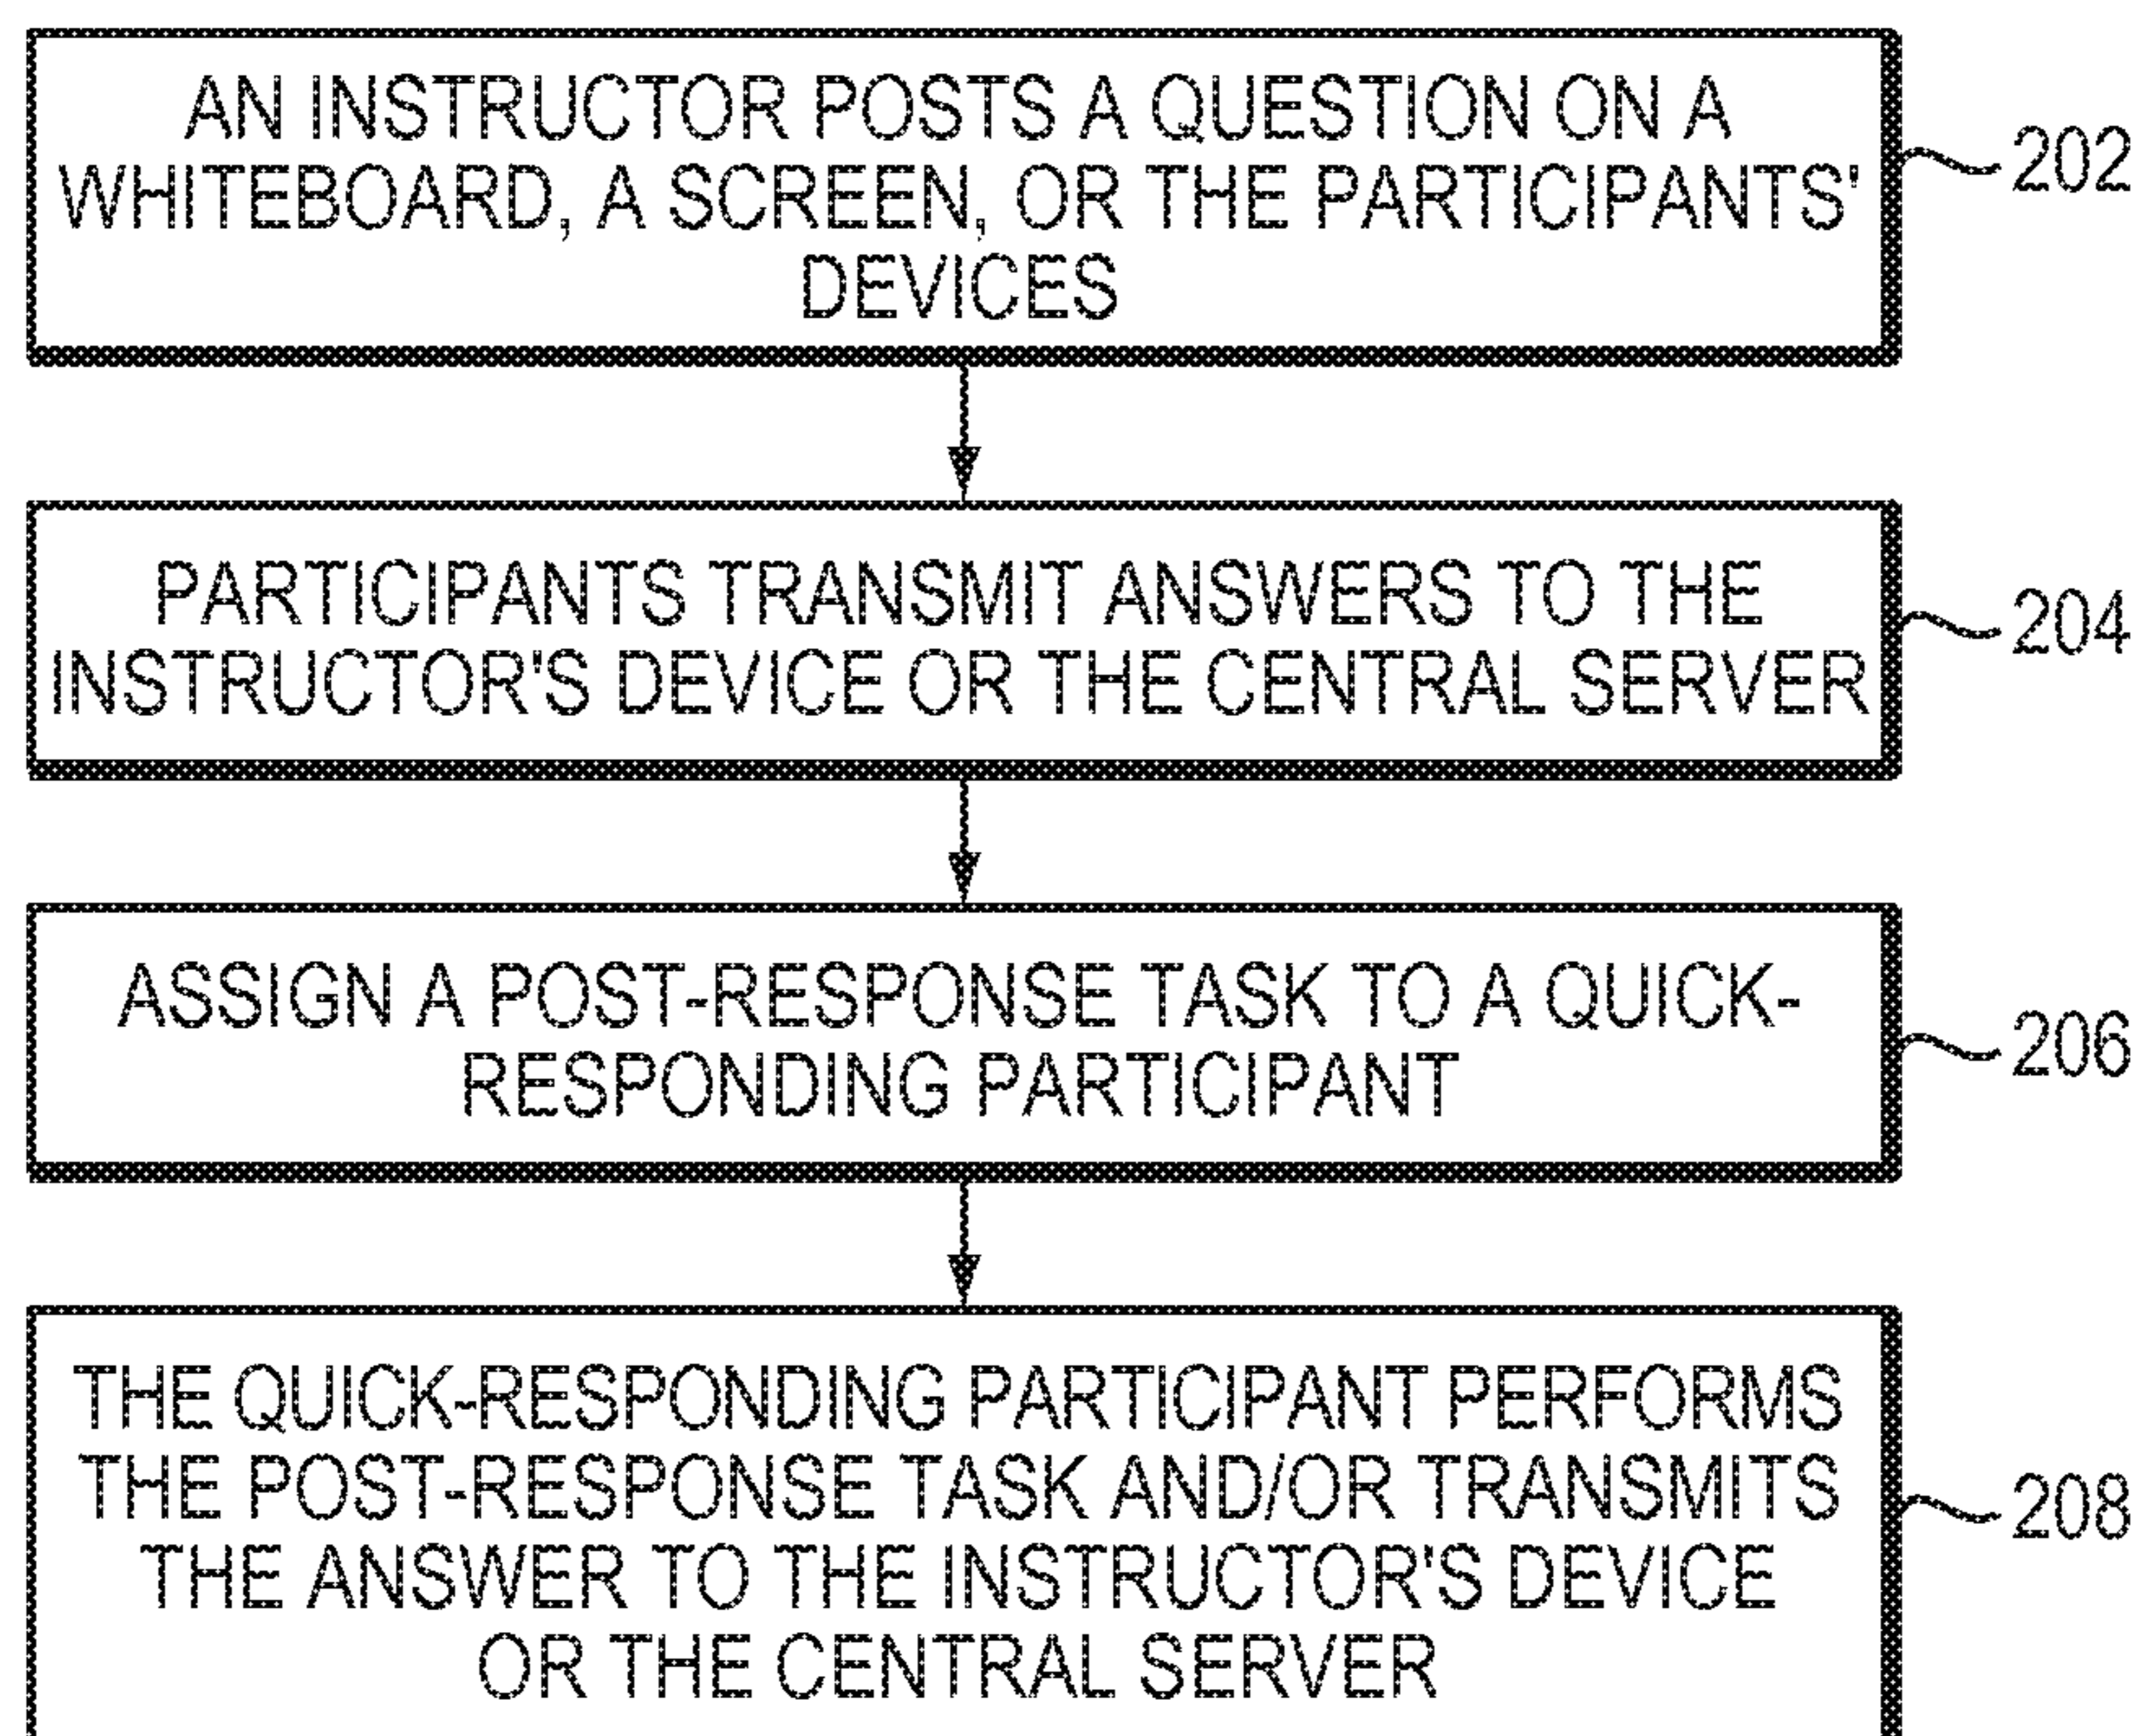 AN INSTRUCTOR POSTS A QUESTION ON A
WHITEBOARD, A SCREEN, OR THE PARTICIPANTS'
DEVICES
202
PARTICIPANTS TRANSMIT ANSWERS TO THE
INSTRUCTOR'S DEVICE OR THE CENTRAL SERVER
204
ASSIGN A POST-RESPONSE TASK TO A QUICK-
RESPONDING PARTICIPANT
206
THE QUICK-RESPONDING PARTICIPANT PERFORMS
THE POST-RESPONSE TASK AND/OR TRANSMITS
THE ANSWER TO THE INSTRUCTOR'S DEVICE
OR THE CENTRAL SERVER
208